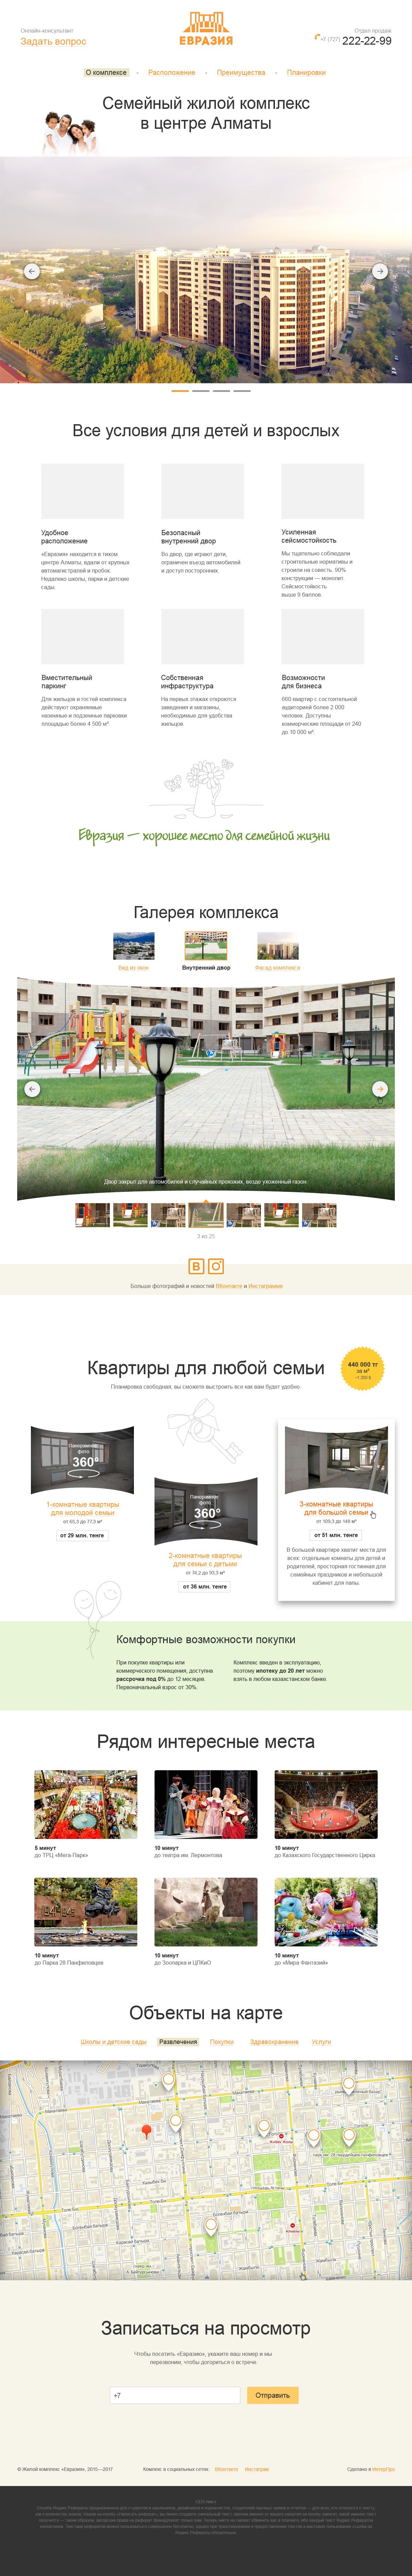 Онлайн-консультант
Задать вопрос
ЕВРАЗИЯ
Отдел продаж
+7 (727) 222-22-99
О комплексе
Расположение
Преимущества
Планировки
Семейный жилой комплекс
в центре Алматы
Все условия для детей и взрослых
Удобное
расположение
«Евразия» находится в тихом
центре Алматы, вдали от крупных
автомагистралей и пробок.
Недалеко школы, парки и детские
сады.
Безопасный
внутренний двор
Во двор, где играют дети,
ограничен въезд автомобилей
и доступ посторонних.
Усиленная
сейсмостойкость
Мы тщательно соблюдали
строительные нормативы и
строили на совесть. 90%
конструкции — монолит.
Сейсмостойкость
выше 9 баллов.
Вместительный
паркинг
Для жильцов и гостей комплекса
действуют охраняемые
наземные и подземные парковки
площадью более 4 500 м².
Собственная
инфраструктура
На первых этажах откроются
заведения и магазины,
необходимые для удобства
жильцов.
Возможности
для бизнеса
660 квартир с состоятельной
аудиторией более 2 000
человек. Доступны
коммерческие площади от 240
до 10 000 м².
Евразия — хорошее место для семейной жизни
Галерея комплекса
Вид из окон
Внутренний двор
Фасад комплекса
Двор закрыт для автомобилей и случайных прохожих, везде ухоженный газон.
3 из 25
Больше фотографий и новостей ВКонтакте и Инстаграмме
440 000 тг
за м²
~1 200 $
Квартиры для любой семьи
Планировка свободная, вы сможете выстроить все как вам будет удобно.
Панорамное
фото
360°
1-комнатные квартиры
для молодой семьи
от 65,3 до 77,3 м²
от 29 млн. тенге
Панорамное
фото
360°
2-комнатные квартиры
для семьи с детьми
от 74,2 до 93,3 м²
от 36 млн. тенге
3-комнатные квартиры
для большой семьи
от 109,3 до 148 м²
от 51 млн. тенге
В большой квартире хватит места для
всех: отдельные комнаты для детей и
родителей, просторная гостинная для
семейных праздников и небольшой
кабинет для папы.
Комфортные возможности покупки
При покупке квартиры или
коммерческого помещения, доступна
рассрочка под 0% до 12 месяцев.
Первоначальный взнос от 30%.
Комплекс введен в эксплуатацию,
поэтому ипотеку до 20 лет можно
взять в любом казахстанском банке.
Рядом интересные места
5 минут
до ТРЦ «Мега-Парк»
10 минут
до театра им. Лермонтова
10 минут
до Казахского Государственного Цирка
10 минут
до Парка 28 Панфиловцев
10 минут
до Зоопарка и ЦПКиО
10 минут
до «Мира Фантазий»
Объекты на карте
Школы и детские сады
Развлечения
Покупки
Здравоохранение
Услуги
Записаться на просмотр
Чтобы посетить «Евразию», укажите ваш номер и мы
перезвоним, чтобы договориться о встрече.
+7
Отправить
© Жилой комплекс «Евразия», 2010—2017
Комплекс в социальных сетях:
ВКонтакте
Инстаграм
Сделано в ИнтерПро